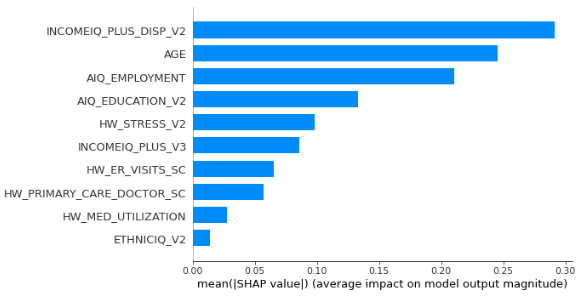 INCOMEIQ_PLUS_DISP_V2
AGE
AIQ_EMPLOYMENT
AIQ_EDUCATION_V2
HW_STRESS_V2
INCOMEIQ_PLUS_V3
HW_ER_VISITS_SC
HW_PRIMARY_CARE_DOCTOR_SC
HW_MED_UTILIZATION
ETHNICIQ_V2
0.00 0.05 0.10 0.15 0.20 0.25 0.30
mean(|SHAP value|) (average impact on model output magnitude)